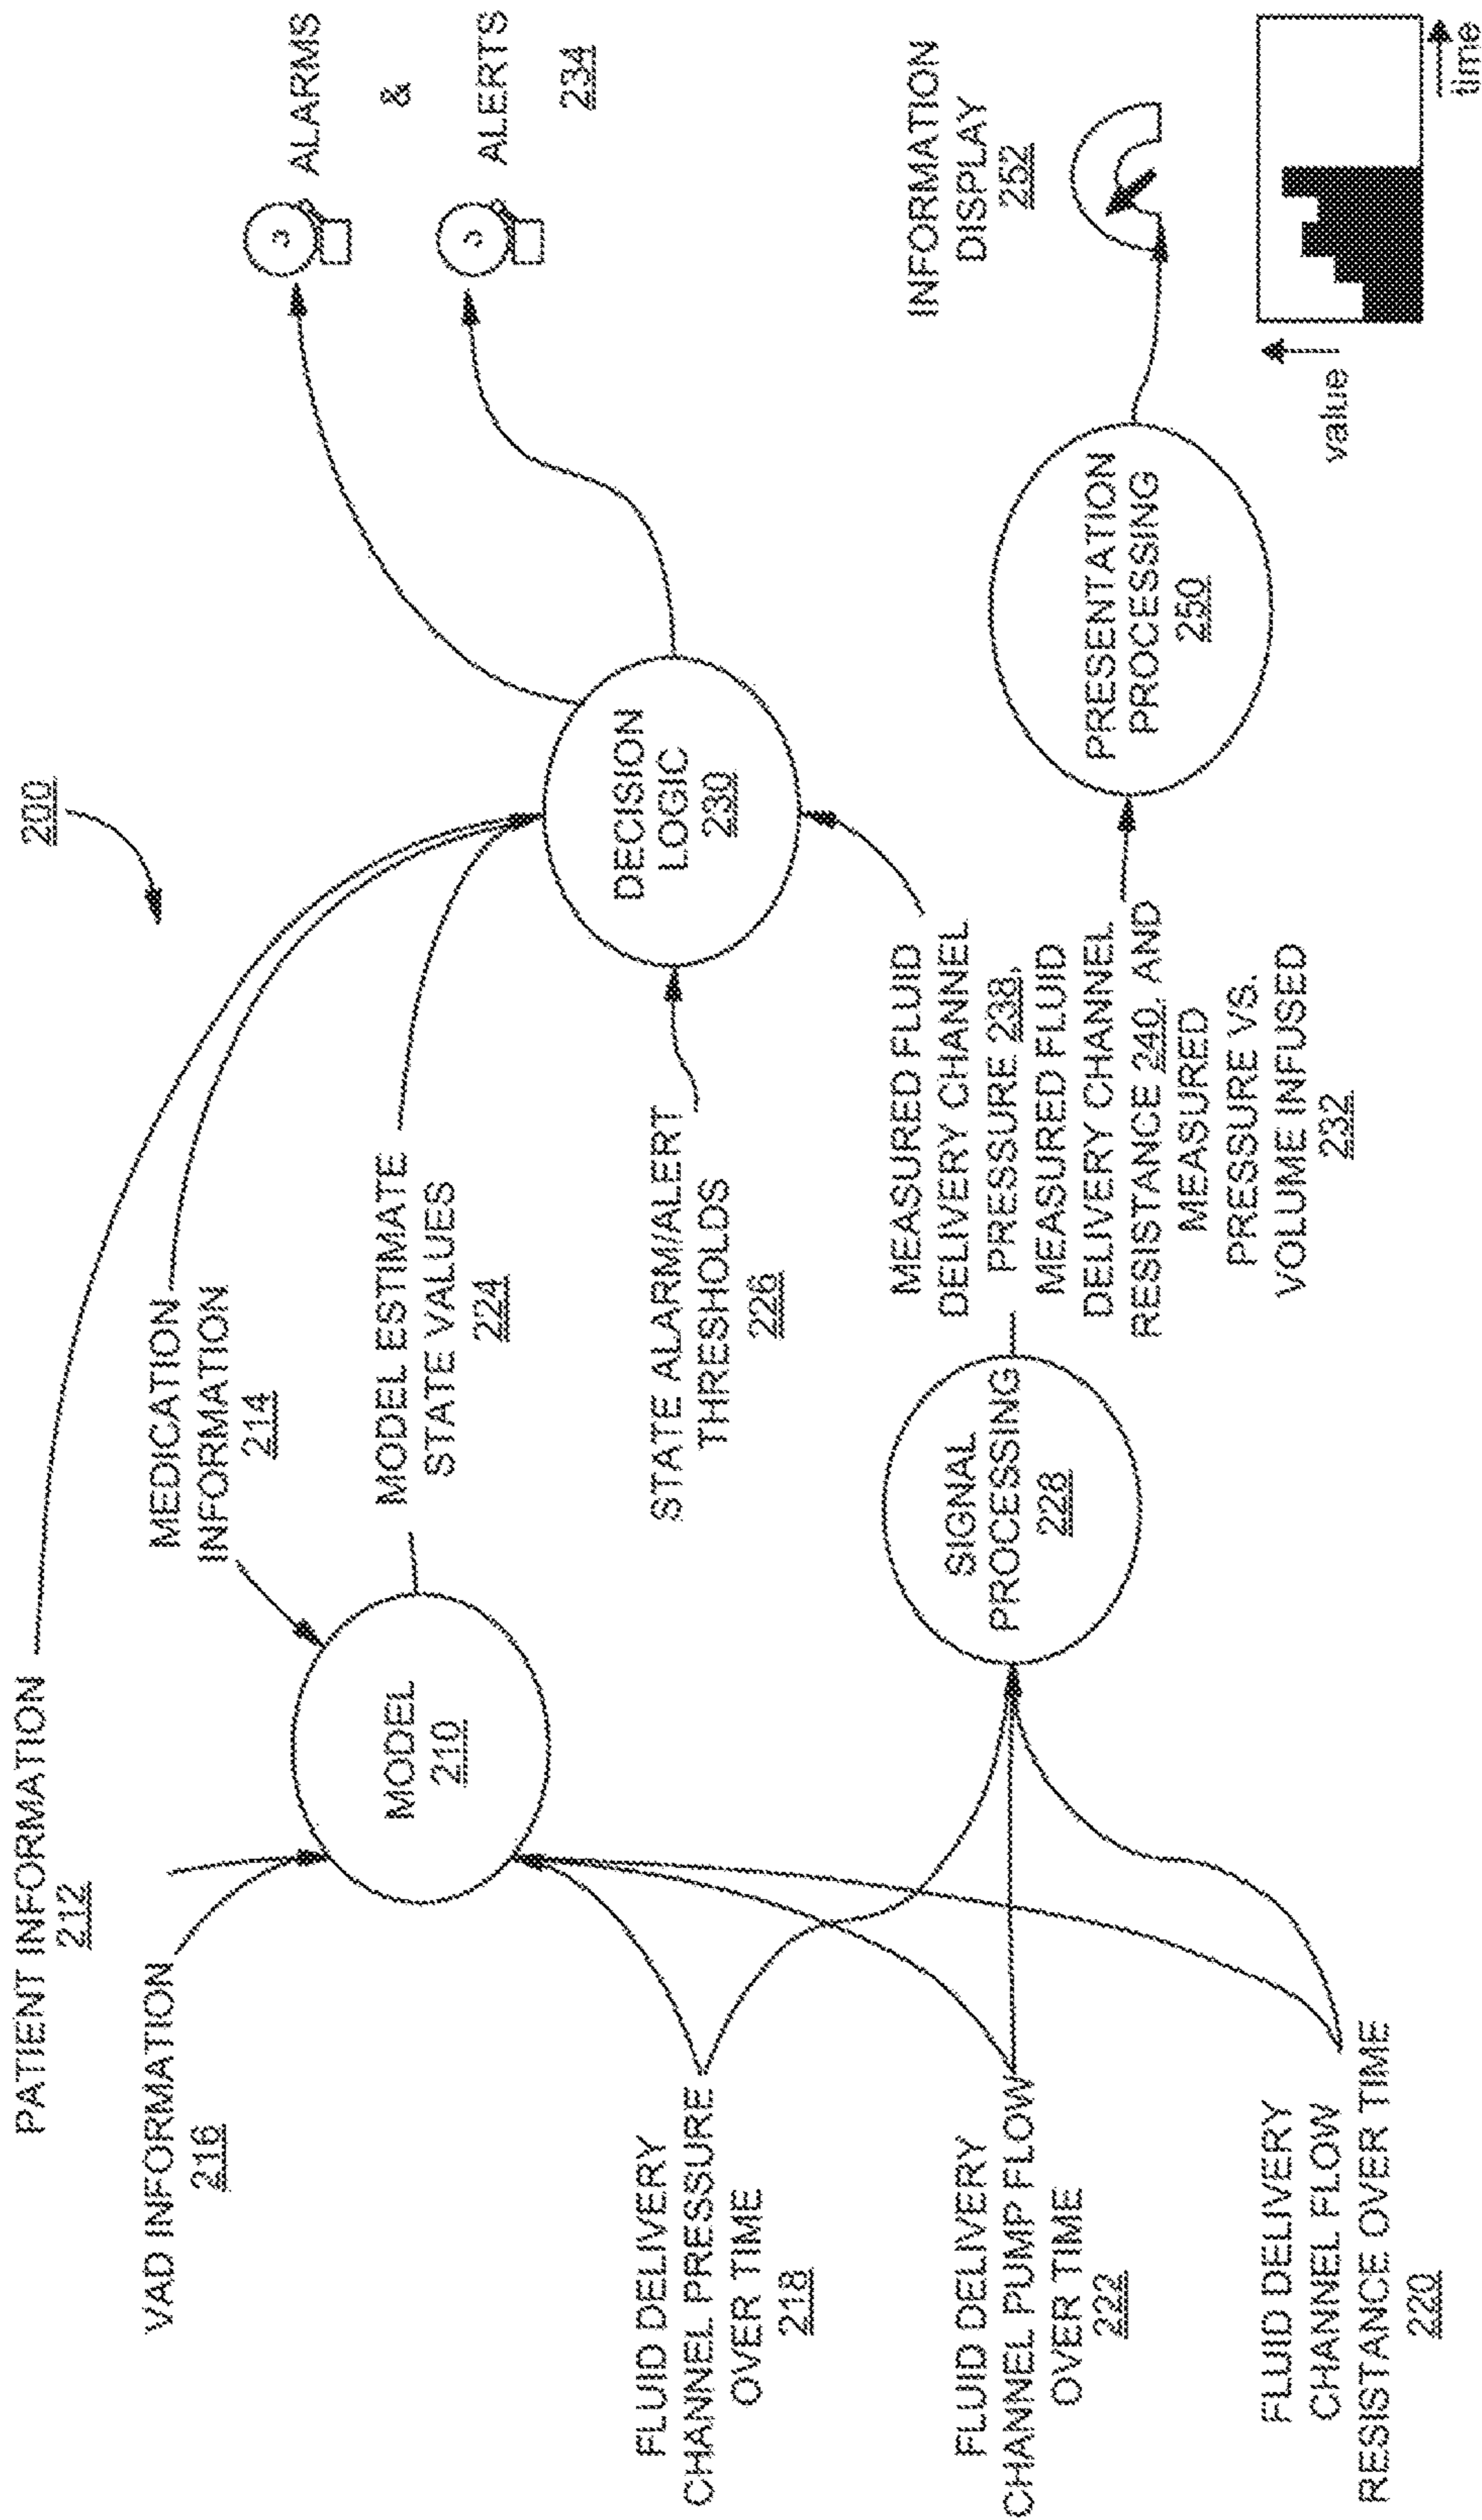 200
PATIENT INFORMATION
212
VAD INFORMATION
216
MEDICATION
INFORMATION
214
MODEL
210
MODEL ESTIMATE
STATE VALUES
224
STATE ALARM/ALERT
THRESHOLDS
226
DECISION
LOGIC
230
ALARMS
&
ALERTS
234
FLUID DELIVERY
CHANNEL PRESSURE
OVER TIME
218
FLUID DELIVERY
CHANNEL PUMP FLOW
OVER TIME
222
FLUID DELIVERY
CHANNEL FLOW
RESISTANCE OVER TIME
220
SIGNAL
PROCESSING
228
MEASURED FLUID
DELIVERY CHANNEL
PRESSURE 238,
MEASURED FLUID
DELIVERY CHANNEL
RESISTANCE 240, AND
MEASURED
PRESSURE VS.
VOLUME INFUSED
232
PRESENTATION
PROCESSING
250
INFORMATION
DISPLAY
252
value
time